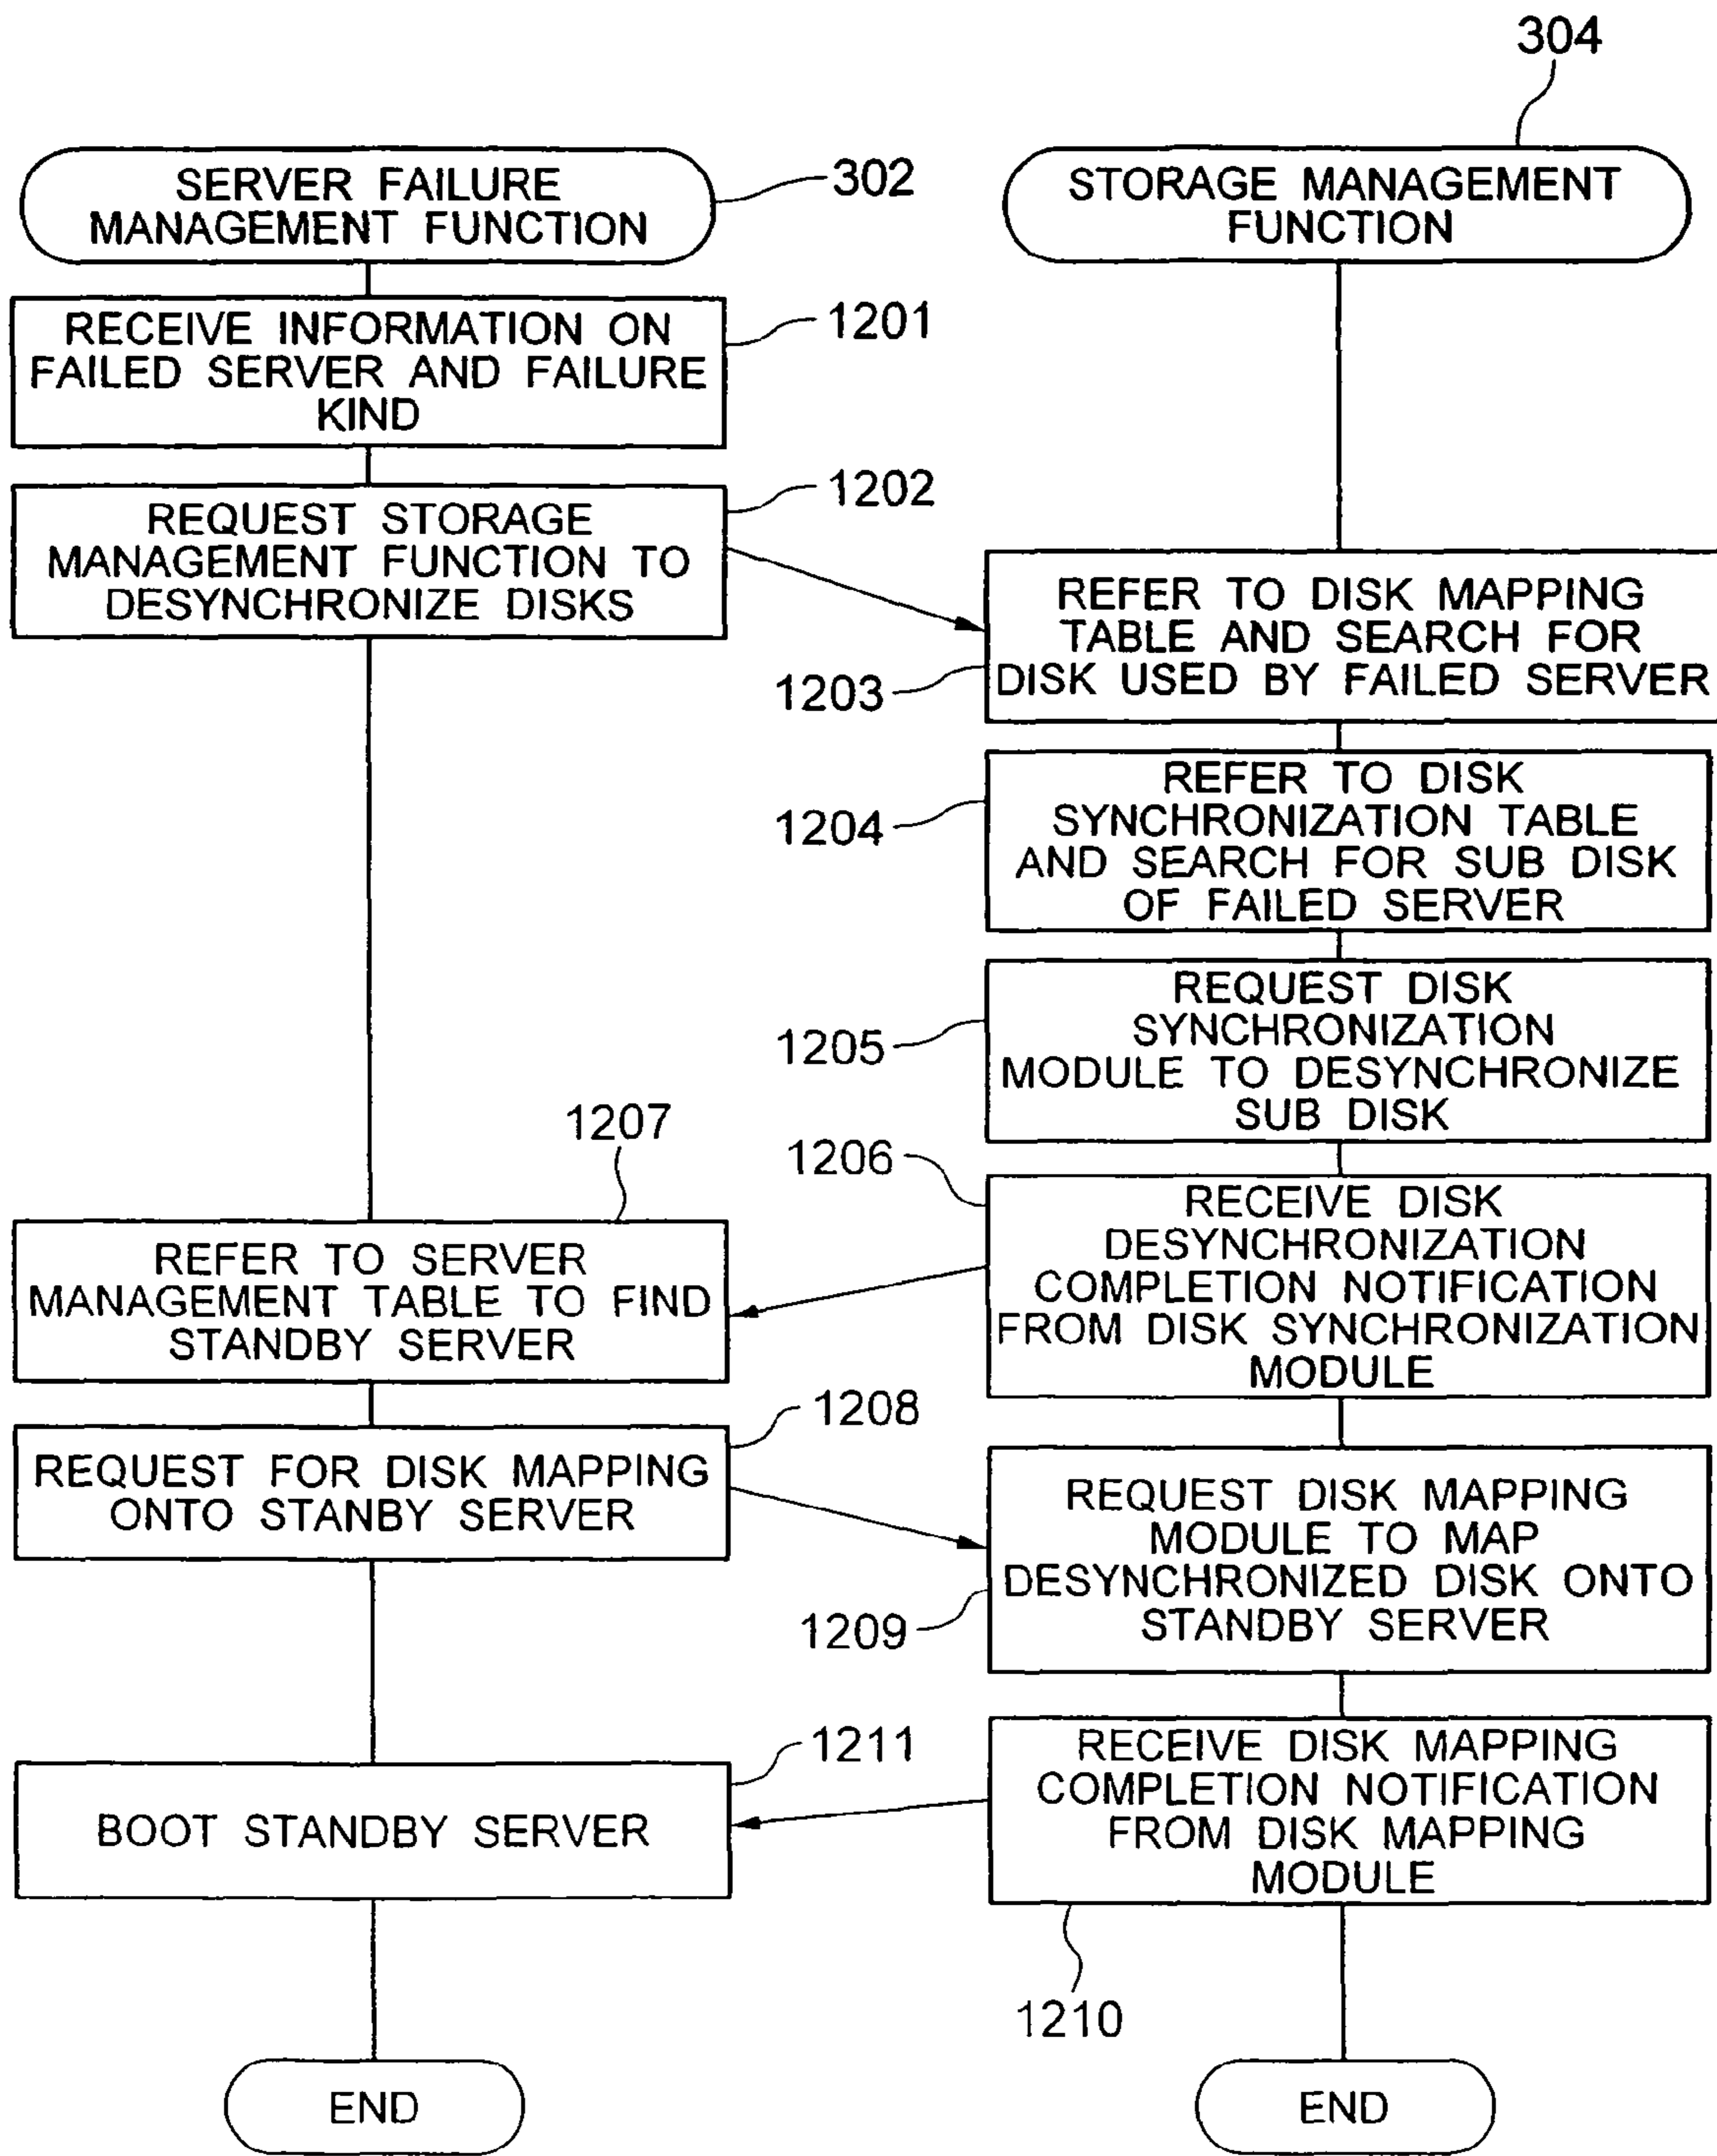 304
SERVER FAILURE
MANAGEMENT FUNCTION
302
STORAGE MANAGEMENT
FUNCTION
RECEIVE INFORMATION ON
FAILED SERVER AND FAILURE
KIND
1201
REQUEST STORAGE
MANAGEMENT FUNCTION TO
DESYNCHRONIZE DISKS
1202
REFER TO DISK MAPPING
TABLE AND SEARCH FOR
DISK USED BY FAILED SERVER
1203
REFER TO DISK
SYNCHRONIZATION TABLE
AND SEARCH FOR SUB DISK
OF FAILED SERVER
1204
REQUEST DISK
SYNCHRONIZATION
MODULE TO DESYNCHRONIZE
SUB DISK
1205
1206
RECEIVE DISK
DESYNCHRONIZATION
COMPLETION NOTIFICATION
FROM DISK SYNCHRONIZATION
MODULE
1207
REFER TO SERVER
MANAGEMENT TABLE TO FIND
STANDBY SERVER
1208
REQUEST FOR DISK MAPPING
ONTO STANBY SERVER
REQUEST DISK MAPPING
MODULE TO MAP
DESYNCHRONIZED DISK ONTO
STANDBY SERVER
1209
RECEIVE DISK MAPPING
COMPLETION NOTIFICATION
FROM DISK MAPPING
MODULE
1210
1211
BOOT STANDBY SERVER
END
END